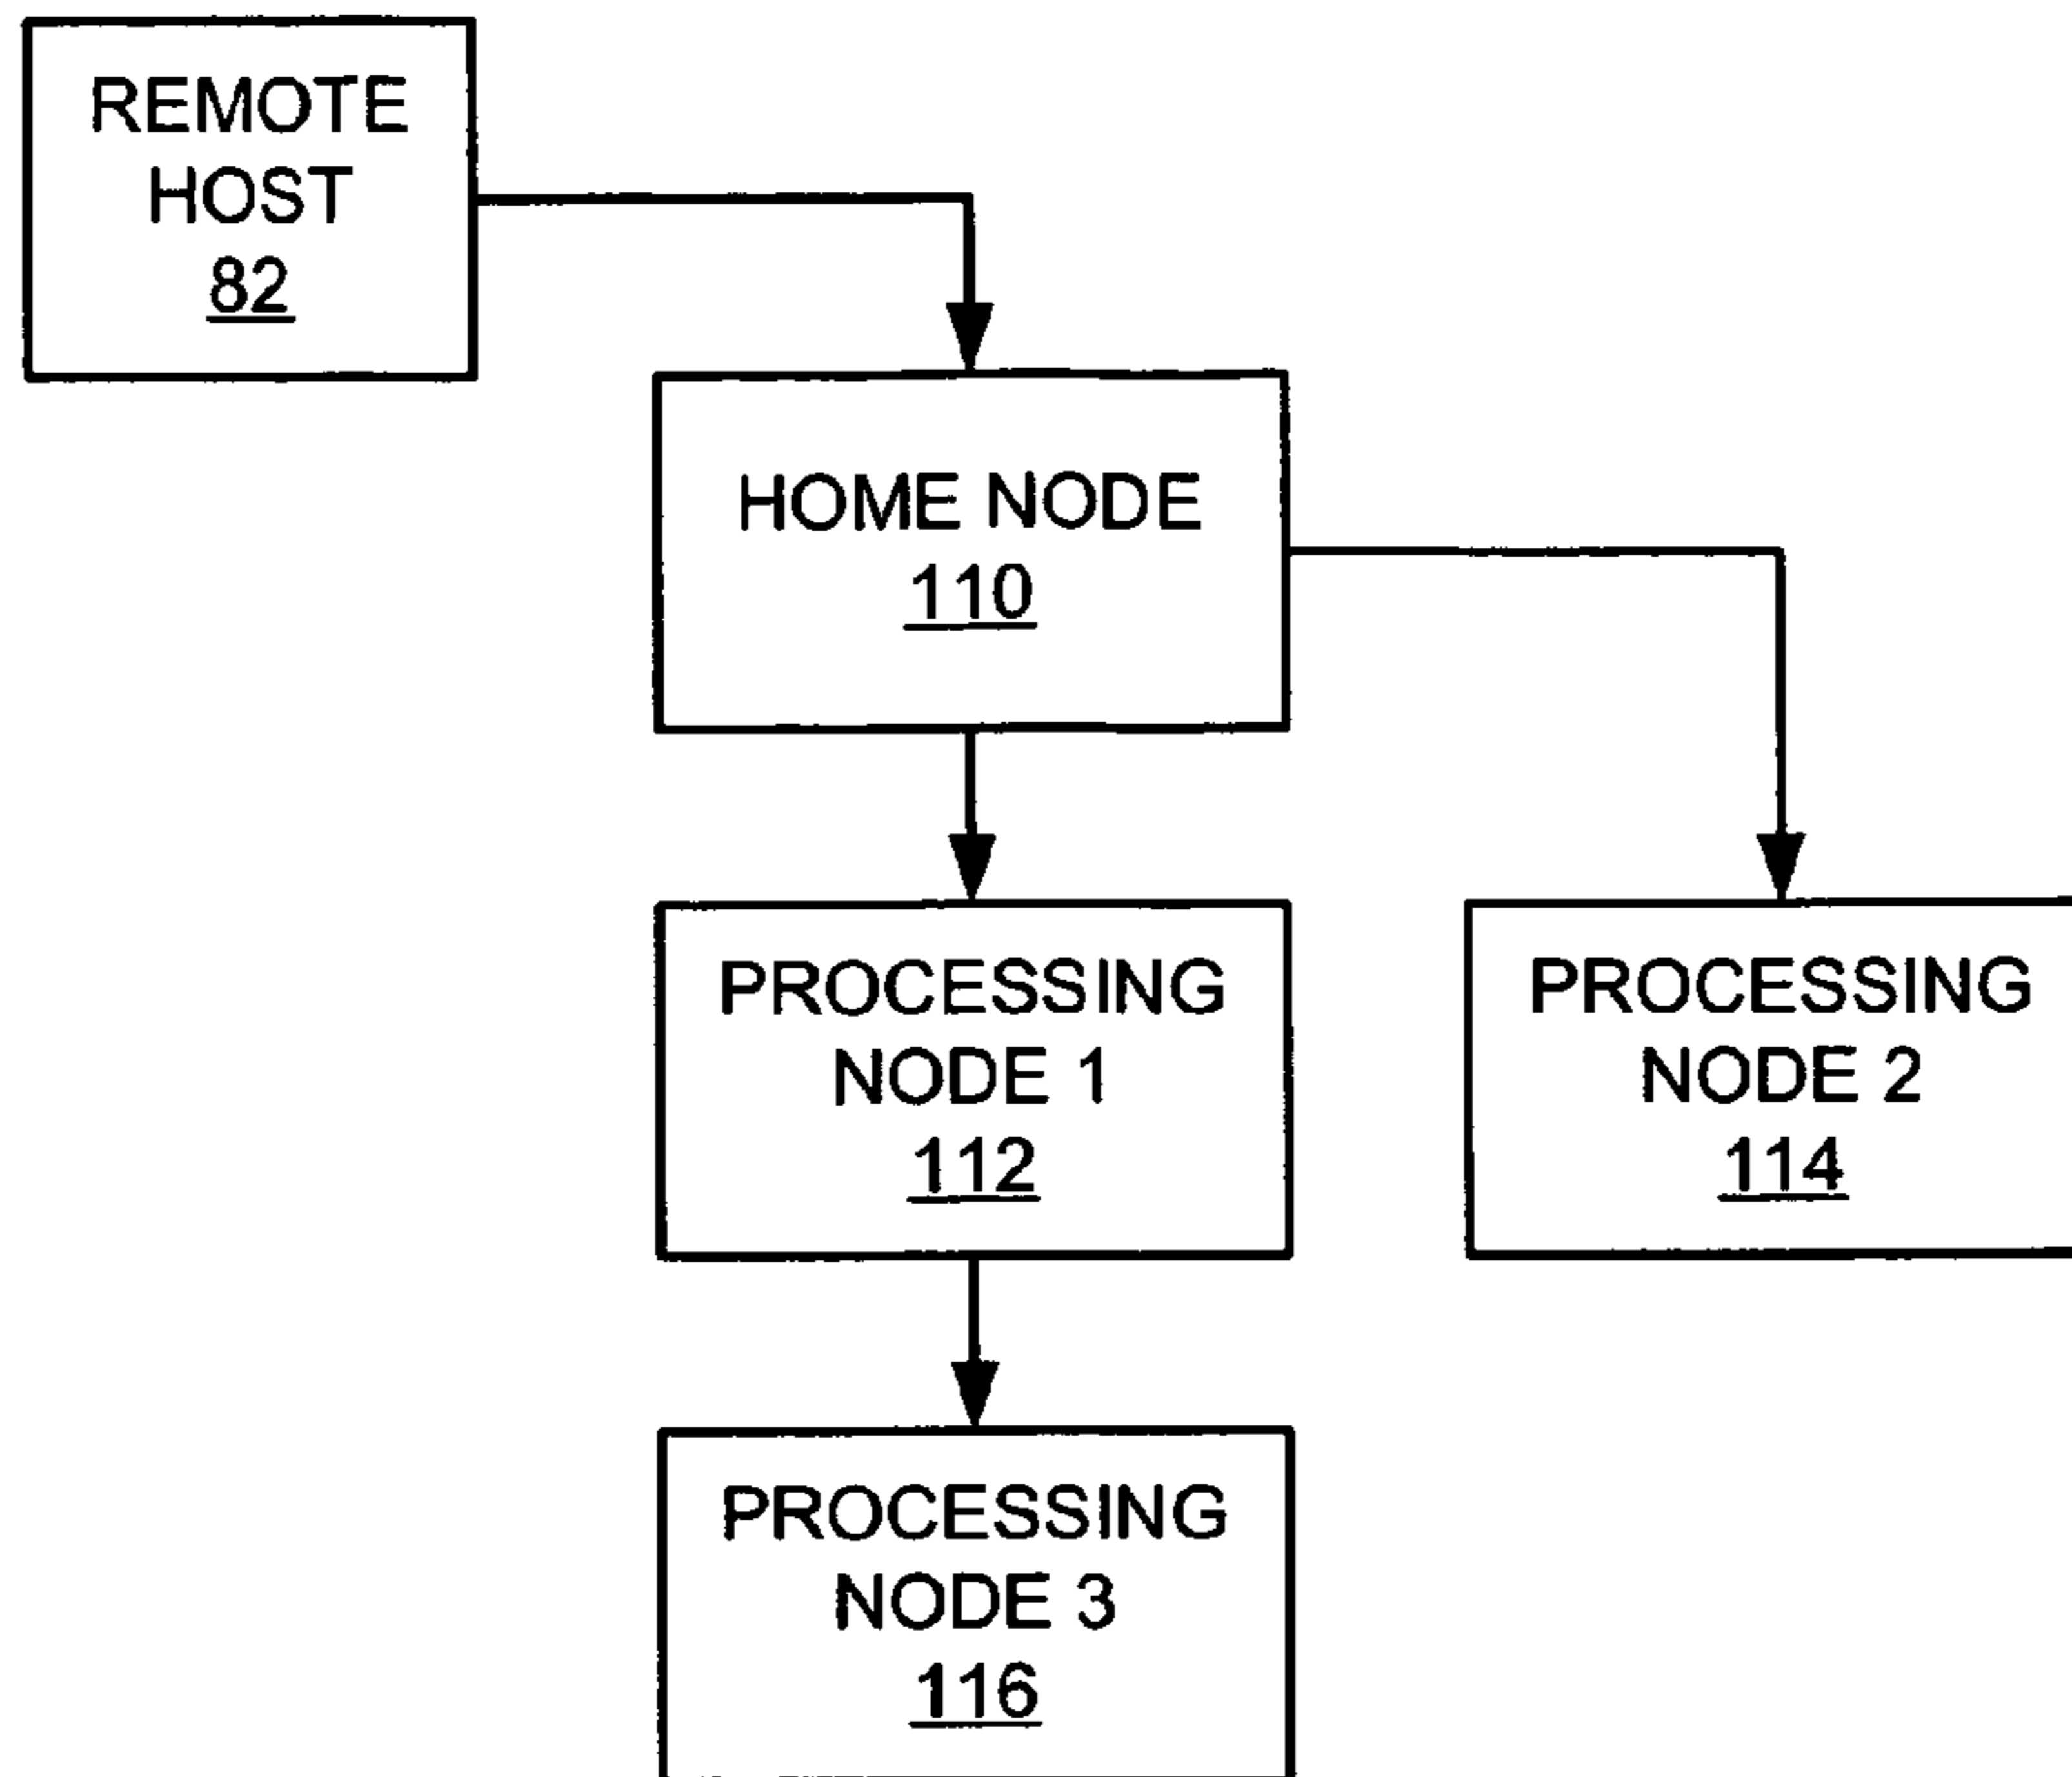 REMOTE
HOST
82
HOME NODE
110
PROCESSING
NODE 1
112
PROCESSING
NODE 2
114
PROCESSING
NODE 3
116